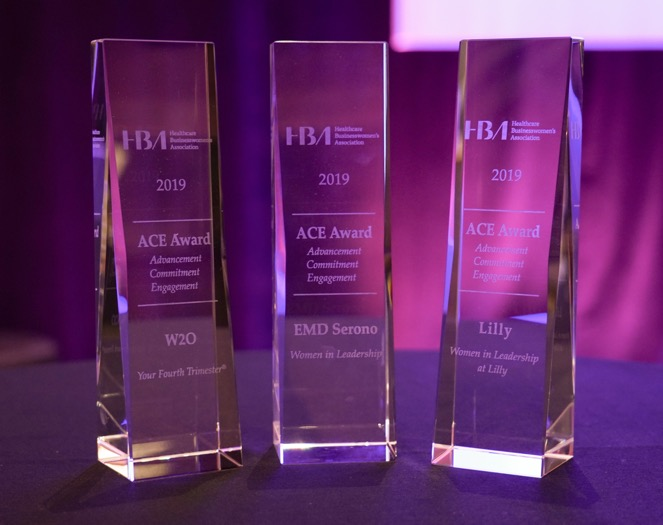 HBA Healthcare
Businesswomen's
Association
2019
ACE Award
Advancement
Commitment
Engagement
W2O
Your Fourth Trimester®
HBA Healthcare
Businesswomen's
Association
2019
ACE Award
Advancement
Commitment
Engagement
EMD Serono
Women in Leadership
HBA Healthcare
Businesswomen's
Association
2019
ACE Award
Advancement
Commitment
Engagement
Lilly
Women in Leadership
at Lilly